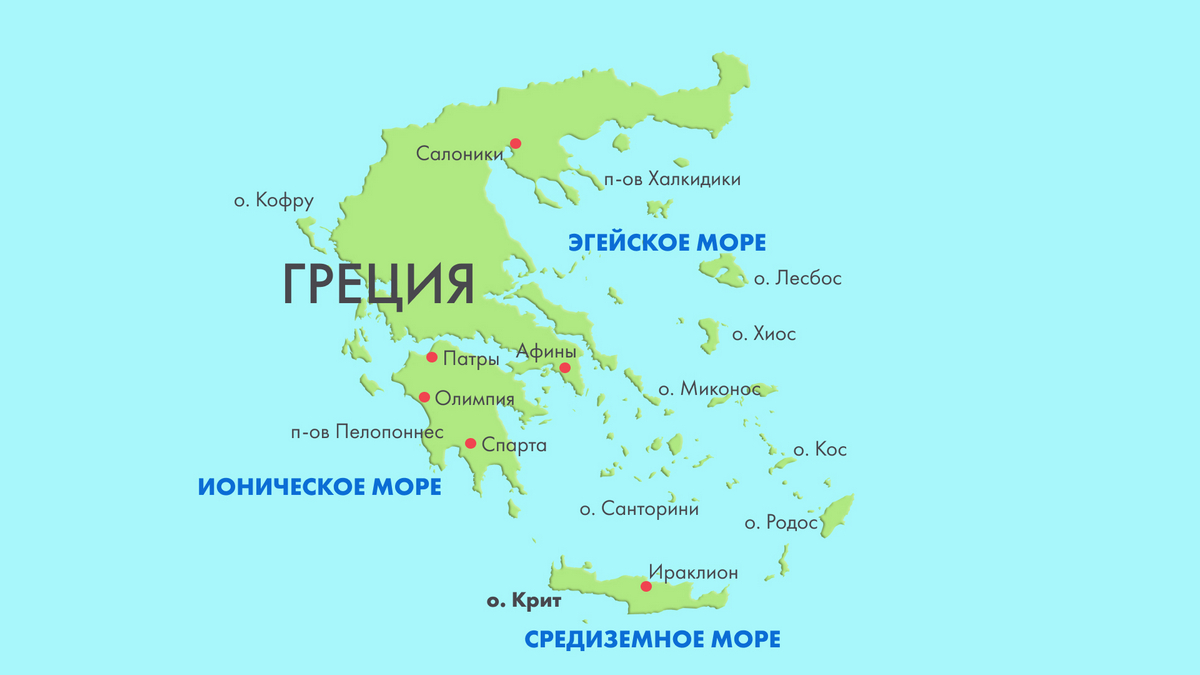 Салоники
п-ов Халкидики
о. Кофру
ЭГЕЙСКОЕ МОРЕ
о. Лесбос
ГРЕЦИЯ
о. Хиос
Афины
Патры
о. Миконос
Олимпия
п-ов Пелопоннес
Спарта
о. Кос
ИОНИЧЕСКОЕ МОРЕ
о. Санторини
о. Родос
Ираклион
о. Крит
СРЕДИЗЕМНОЕ МОРЕ